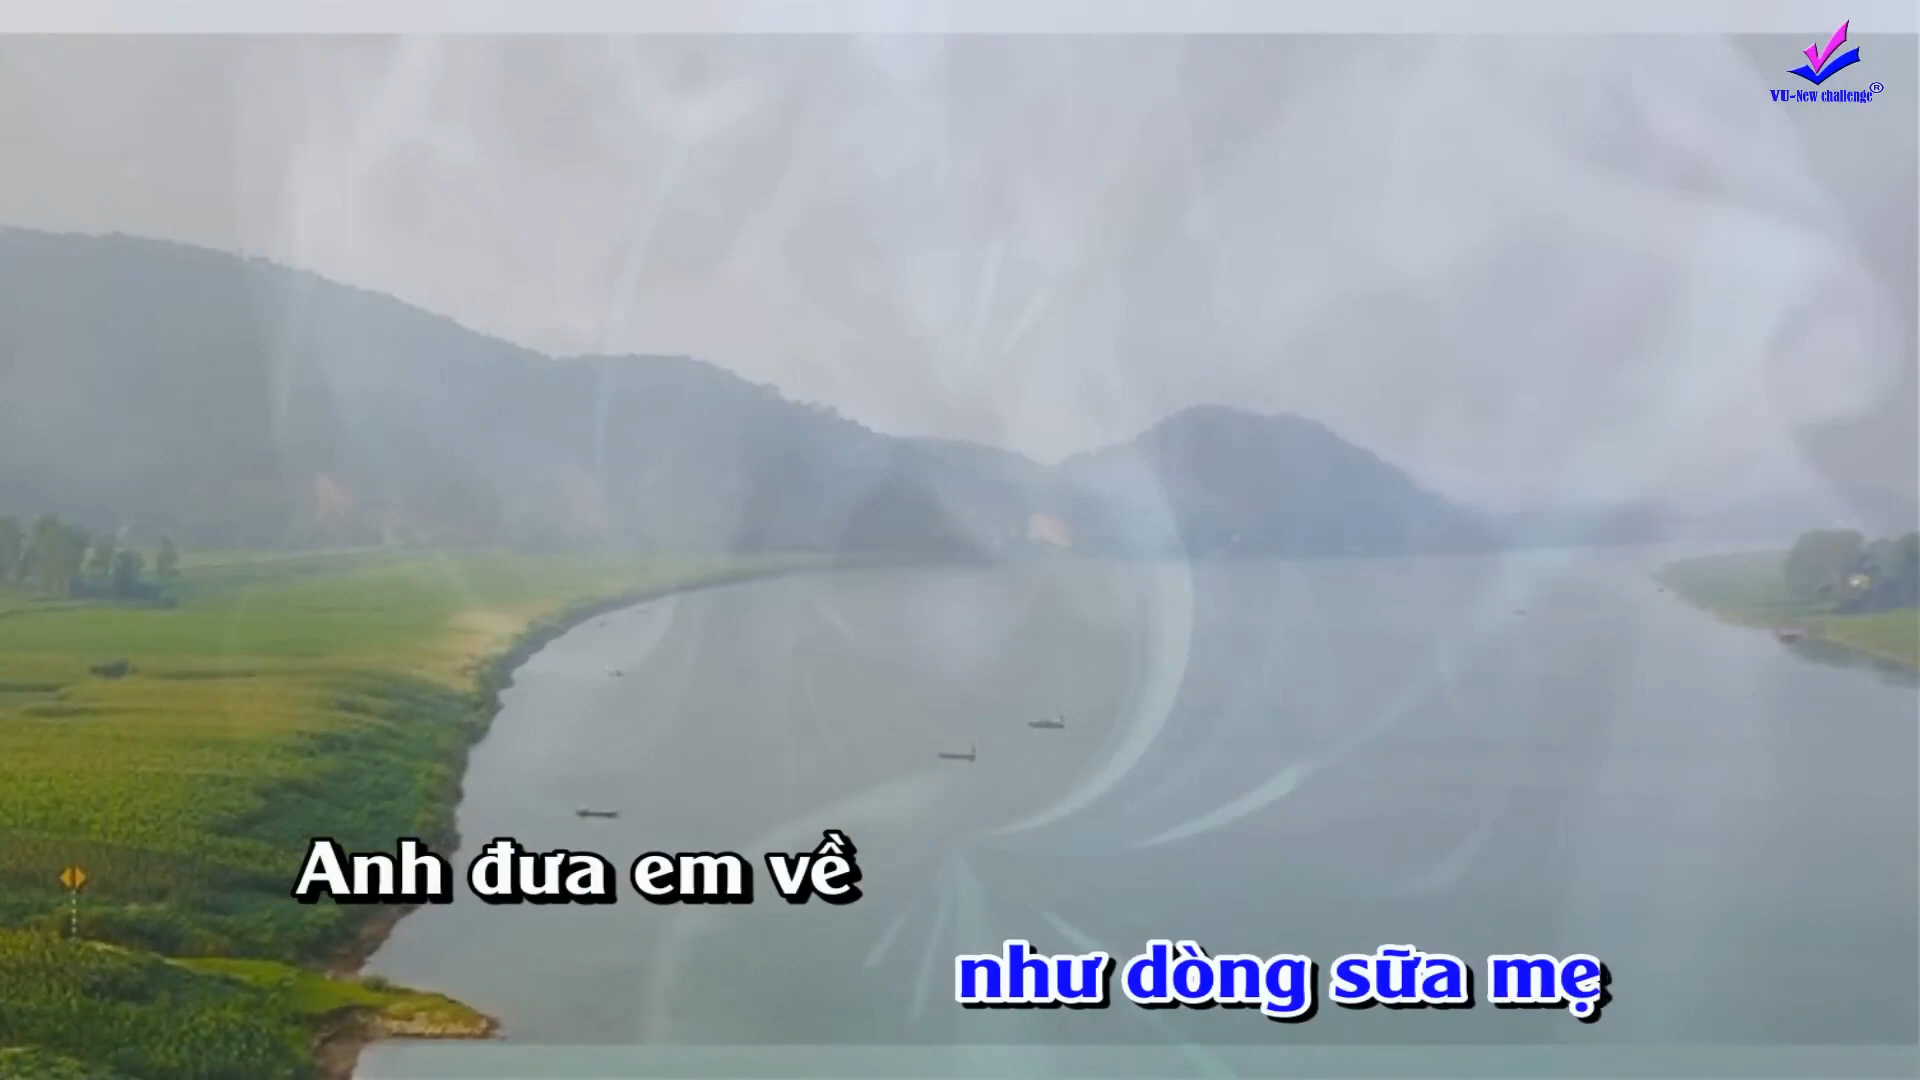 VU-New challenge®
Anh đưa em về
như dòng sữa mẹ